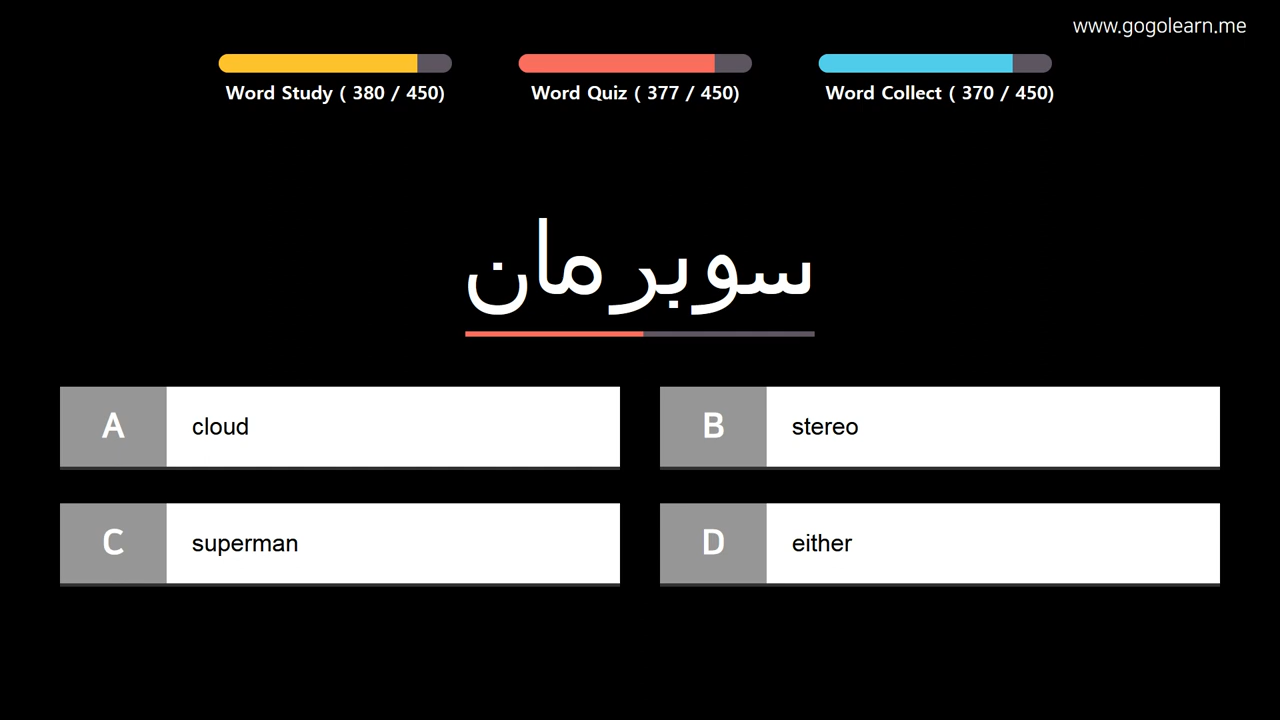 www.gogolearn.me
Word Study ( 380 / 450)
Word Quiz ( 377 / 450)
Word Collect ( 370 / 450)
سوبرمان
A cloud
B stereo
C superman
D either